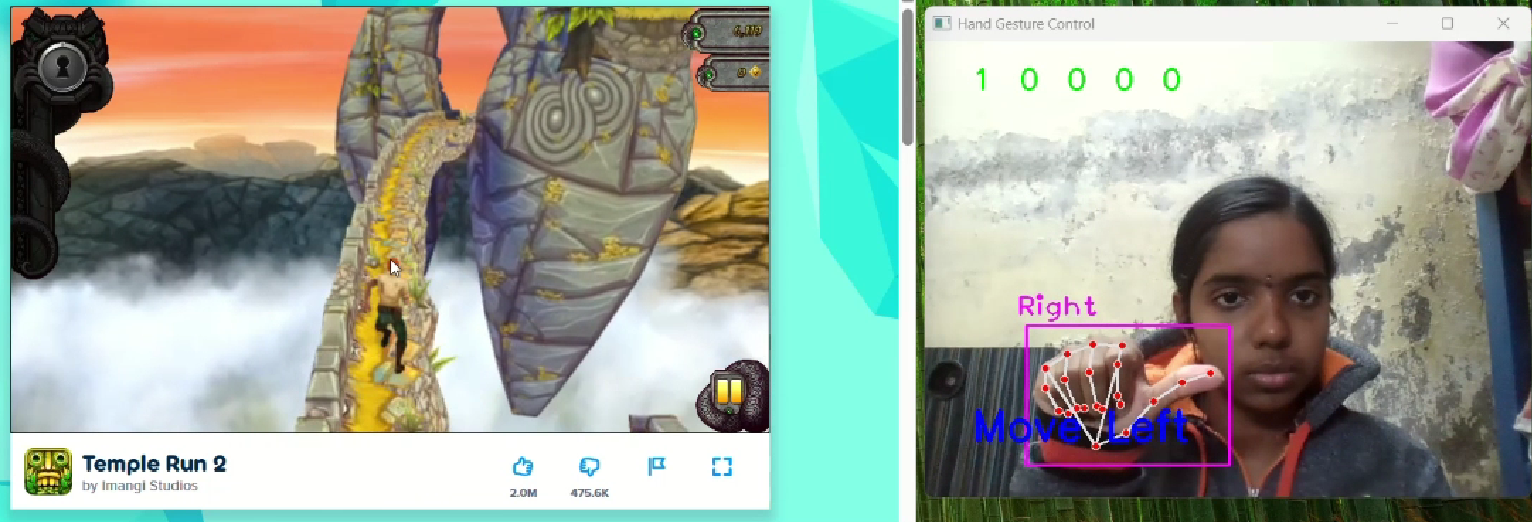 Temple Run 2
by Imangi Studios
2.0M
475.6K
Hand Gesture Control
1 0 0 0 0
Right
Move Left